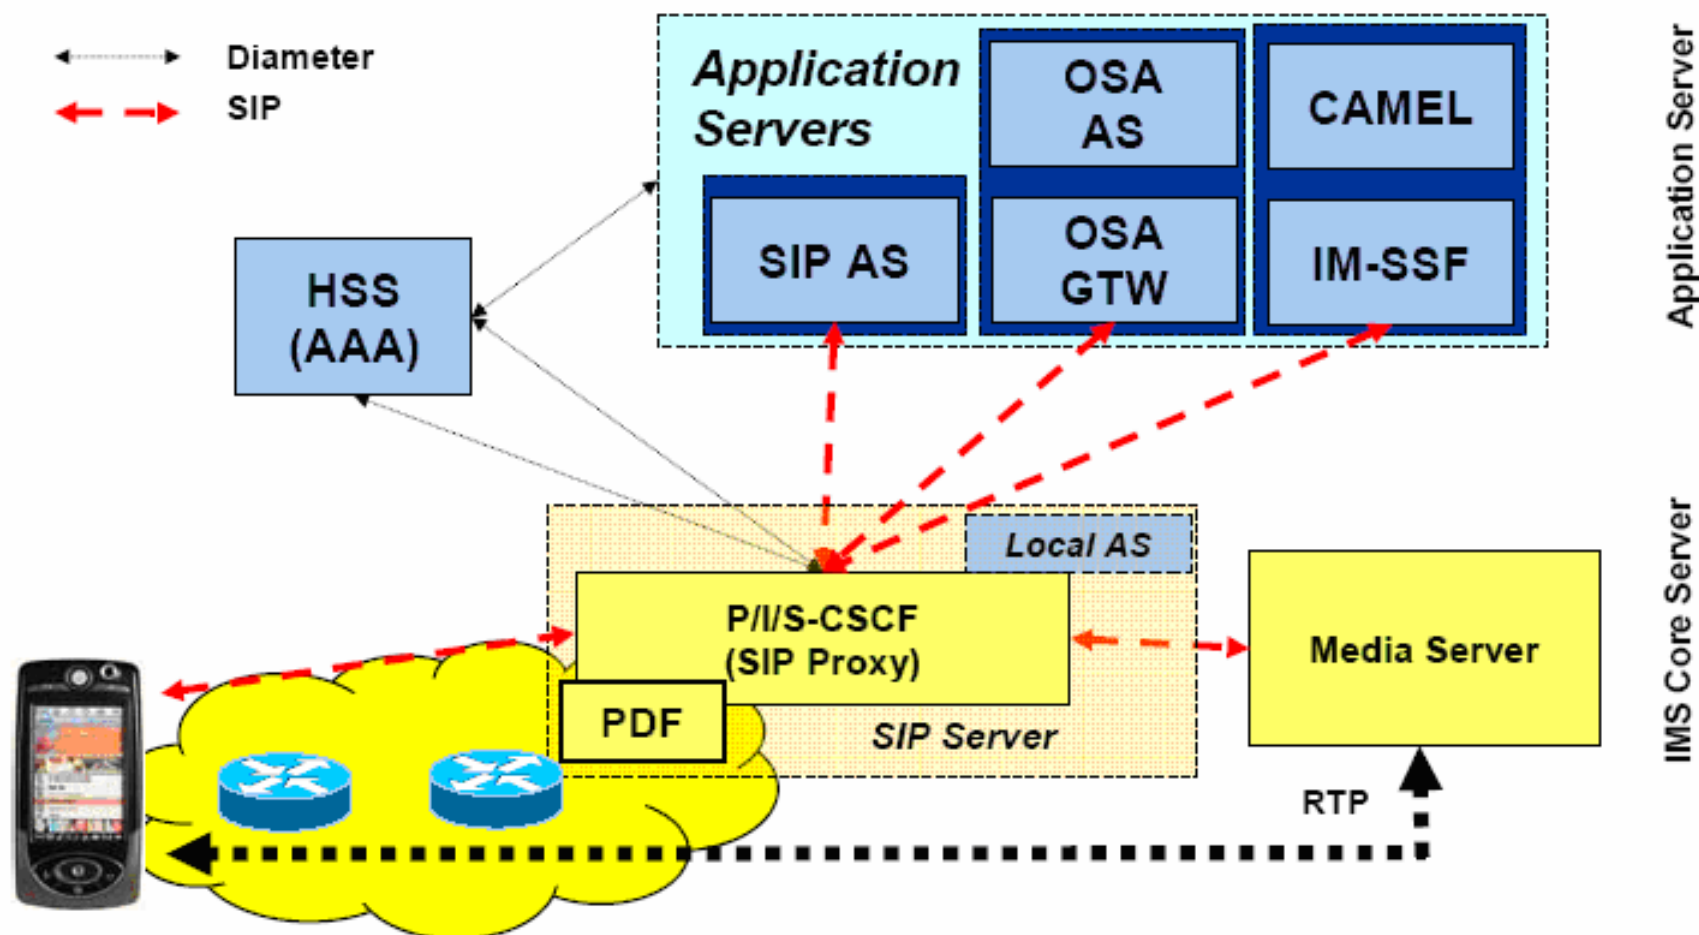 Diameter
SIP
Application
Servers
OSA
AS
CAMEL
SIP AS
OSA
GTW
IM-SSF
HSS
(AAA)
Local AS
P/I/S-CSCF
(SIP Proxy)
Media Server
PDF
SIP Server
RTP
Application Server
IMS Core Server